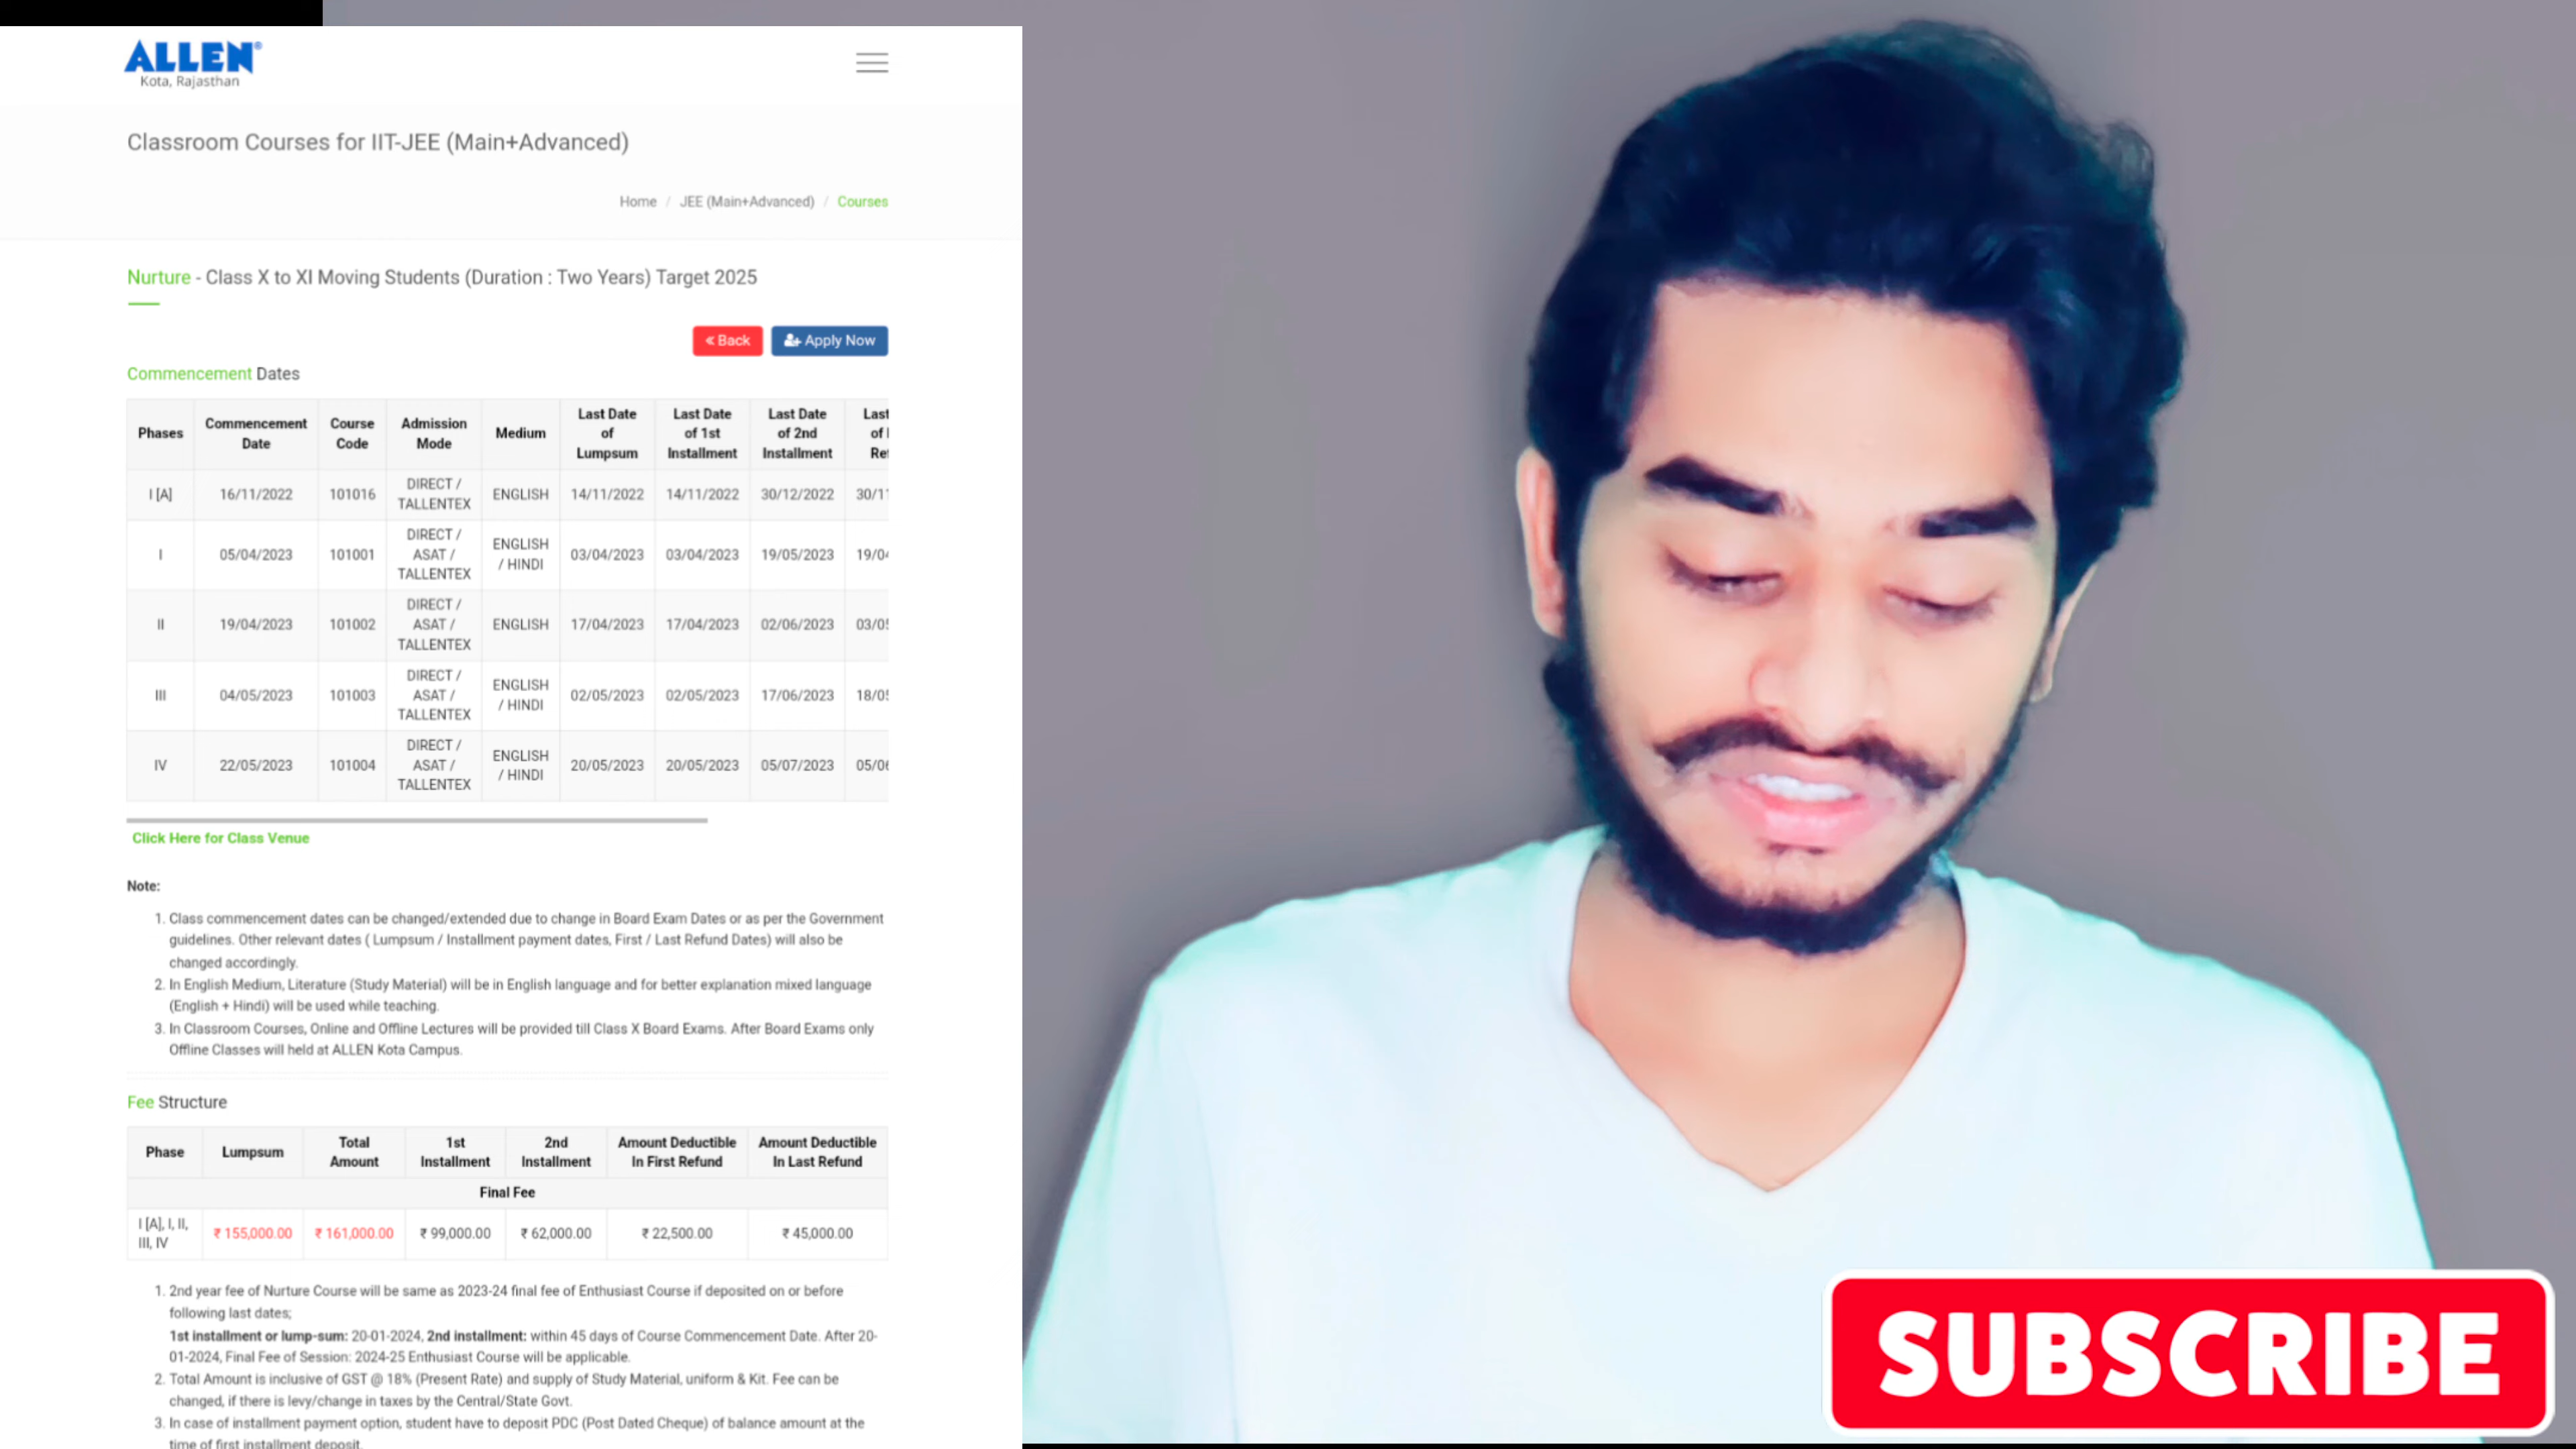 ALLEN®
Kota, Rajasthan
Classroom Courses for IIT-JEE (Main+Advanced)
Home / JEE (Main+Advanced) / Courses
Nurture - Class X to XI Moving Students (Duration : Two Years) Target 2025
« Back Apply Now
Commencement Dates
Phases Commencement Date Course Code Admission Mode Medium Last Date of Lumpsum Last Date of 1st Installment Last Date of 2nd Installment Last of
I [A] 16/11/2022 101016 DIRECT / TALLENTEX ENGLISH 14/11/2022 14/11/2022 30/12/2022 30/1
I 05/04/2023 101001 DIRECT / ASAT / TALLENTEX ENGLISH / HINDI 03/04/2023 03/04/2023 19/05/2023 19/0
II 19/04/2023 101002 DIRECT / ASAT / TALLENTEX ENGLISH 17/04/2023 17/04/2023 02/06/2023 03/0
III 04/05/2023 101003 DIRECT / ASAT / TALLENTEX ENGLISH / HINDI 02/05/2023 02/05/2023 17/06/2023 18/0
IV 22/05/2023 101004 DIRECT / ASAT / TALLENTEX ENGLISH / HINDI 20/05/2023 20/05/2023 05/07/2023 05/0
Click Here for Class Venue
Note:
1. Class commencement dates can be changed/extended due to change in Board Exam Dates or as per the Government
guidelines. Other relevant dates ( Lumpsum / Installment payment dates, First / Last Refund Dates) will also be
changed accordingly.
2. In English Medium, Literature (Study Material) will be in English language and for better explanation mixed language
(English + Hindi) will be used while teaching.
3. In Classroom Courses, Online and Offline Lectures will be provided till Class X Board Exams. After Board Exams only
Offline Classes will held at ALLEN Kota Campus.
Fee Structure
Phase Lumpsum Total Amount 1st Installment 2nd Installment Amount Deductible In First Refund Amount Deductible In Last Refund
Final Fee
I [A], I, II, III, IV ₹ 155,000.00 ₹ 161,000.00 ₹ 99,000.00 ₹ 62,000.00 ₹ 22,500.00 ₹ 45,000.00
1. 2nd year fee of Nurture Course will be same as 2023-24 final fee of Enthusiast Course if deposited on or before
following last dates;
1st installment or lump-sum: 20-01-2024, 2nd installment: within 45 days of Course Commencement Date. After 20-
01-2024, Final Fee of Session: 2024-25 Enthusiast Course will be applicable.
2. Total Amount is inclusive of GST @ 18% (Present Rate) and supply of Study Material, uniform & Kit. Fee can be
changed, if there is levy/change in taxes by the Central/State Govt.
3. In case of installment payment option, student have to deposit PDC (Post Dated Cheque) of balance amount at the
time of first installment deposit.
SUBSCRIBE